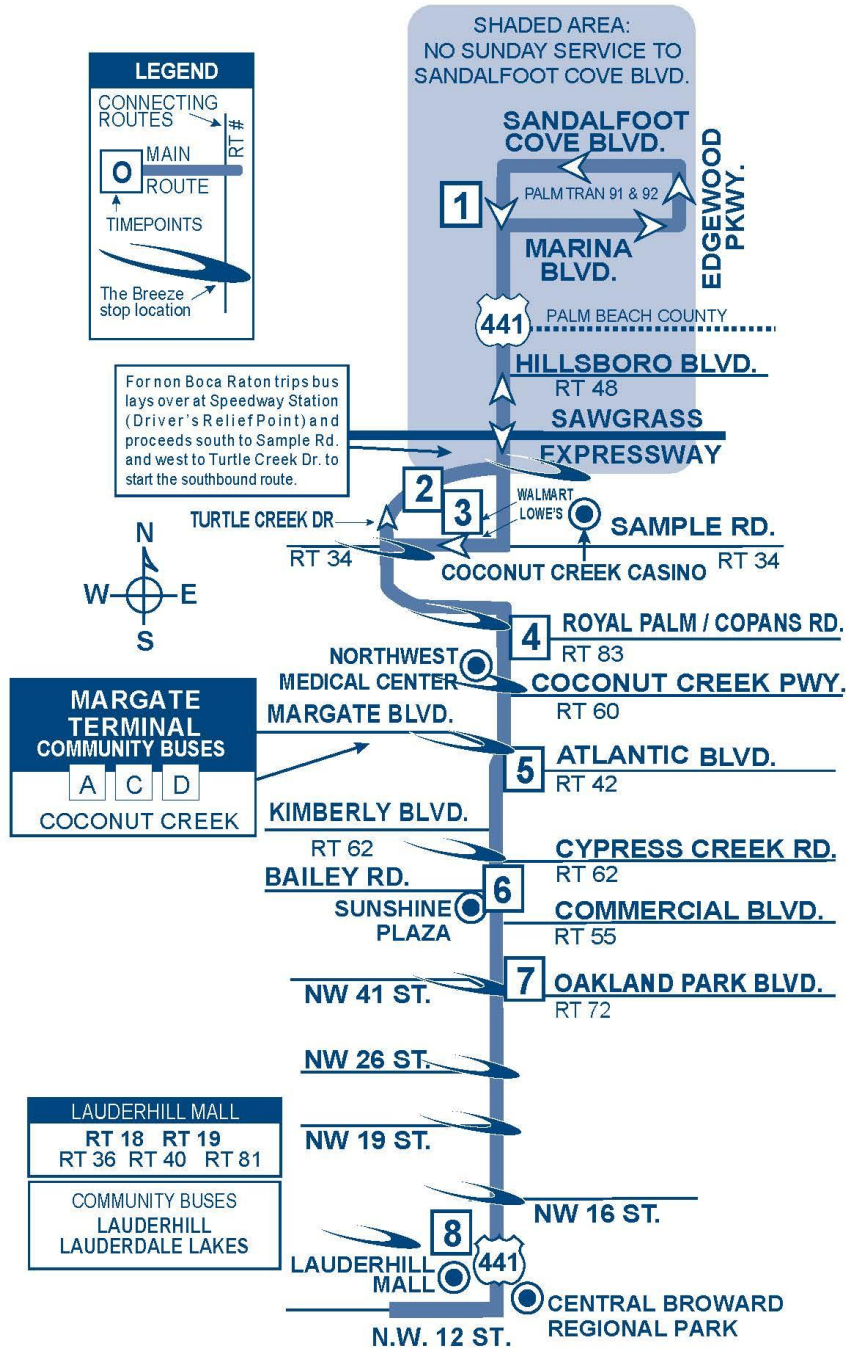 SHADED AREA:
NO SUNDAY SERVICE TO
SANDALFOOT COVE BLVD.
LEGEND
CONNECTING
ROUTES
RT #
O
MAIN
ROUTE
TIMEPOINTS
The Breeze
stop location
SANDALFOOT
COVE BLVD.
EDGEWOOD
PKWY.
PALM TRAN 91 & 92
1
MARINA
BLVD.
441
PALM BEACH COUNTY
HILLSBORO BLVD.
RT 48
SAWGRASS
EXPRESSWAY
For non Boca Raton trips bus
lays over at Speedway Station
(Driver's Relief Point) and
proceeds south to Sample Rd.
and west to Turtle Creek Dr. to
start the southbound route.
2
3
WALMART
LOWE'S
TURTLE CREEK DR
SAMPLE RD.
RT 34
RT 34
COCONUT CREEK CASINO
N
W
E
S
4
ROYAL PALM / COPANS RD.
RT 83
NORTHWEST
MEDICAL CENTER
COCONUT CREEK PWY.
RT 60
MARGATE
TERMINAL
COMMUNITY BUSES
A C D
COCONUT CREEK
MARGATE BLVD.
5
ATLANTIC BLVD.
RT 42
KIMBERLY BLVD.
RT 62
CYPRESS CREEK RD.
RT 62
BAILEY RD.
6
SUNSHINE
PLAZA
COMMERCIAL BLVD.
RT 55
7
OAKLAND PARK BLVD.
RT 72
NW 41 ST.
NW 26 ST.
NW 19 ST.
NW 16 ST.
LAUDERHILL MALL
RT 18 RT 19
RT 36 RT 40 RT 81
COMMUNITY BUSES
LAUDERHILL
LAUDERDALE LAKES
8
LAUDERHILL
MALL
441
CENTRAL BROWARD
REGIONAL PARK
N.W. 12 ST.